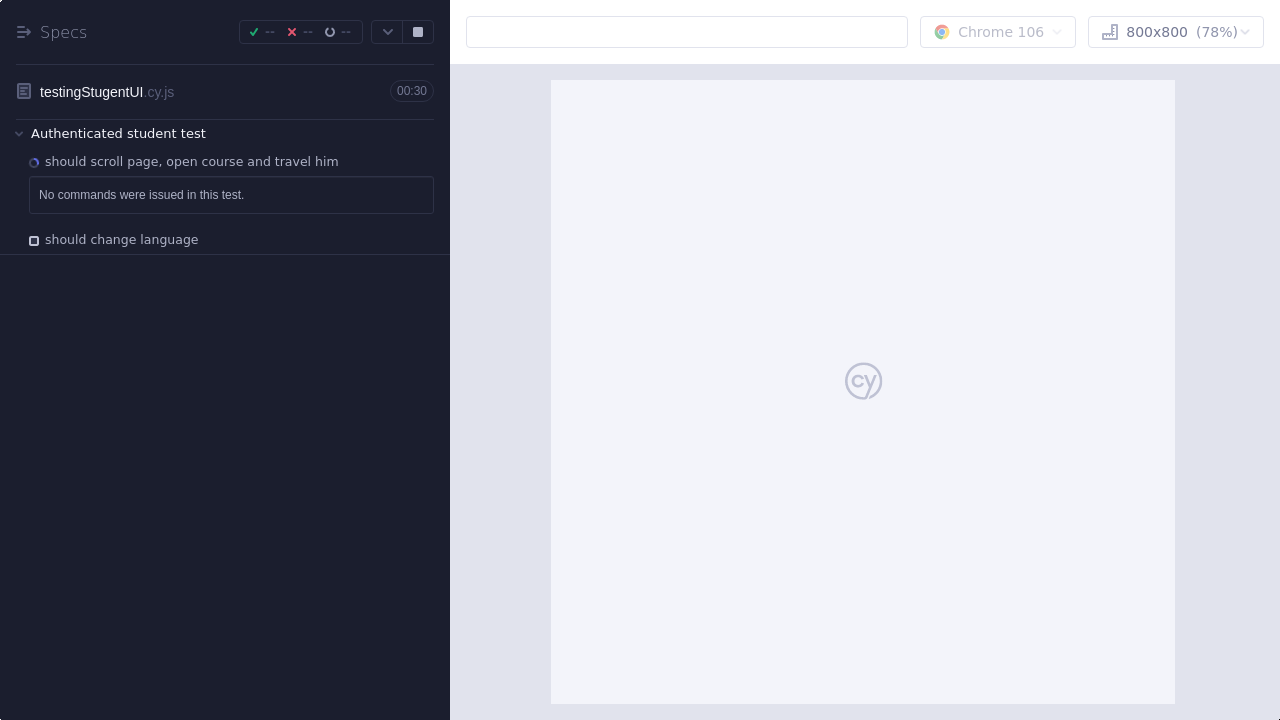 Specs
-- -- --
Chrome 106
800x800 (78%)
testingStugentUI.cy.js
00:30
Authenticated student test
should scroll page, open course and travel him
No commands were issued in this test.
should change language
cy